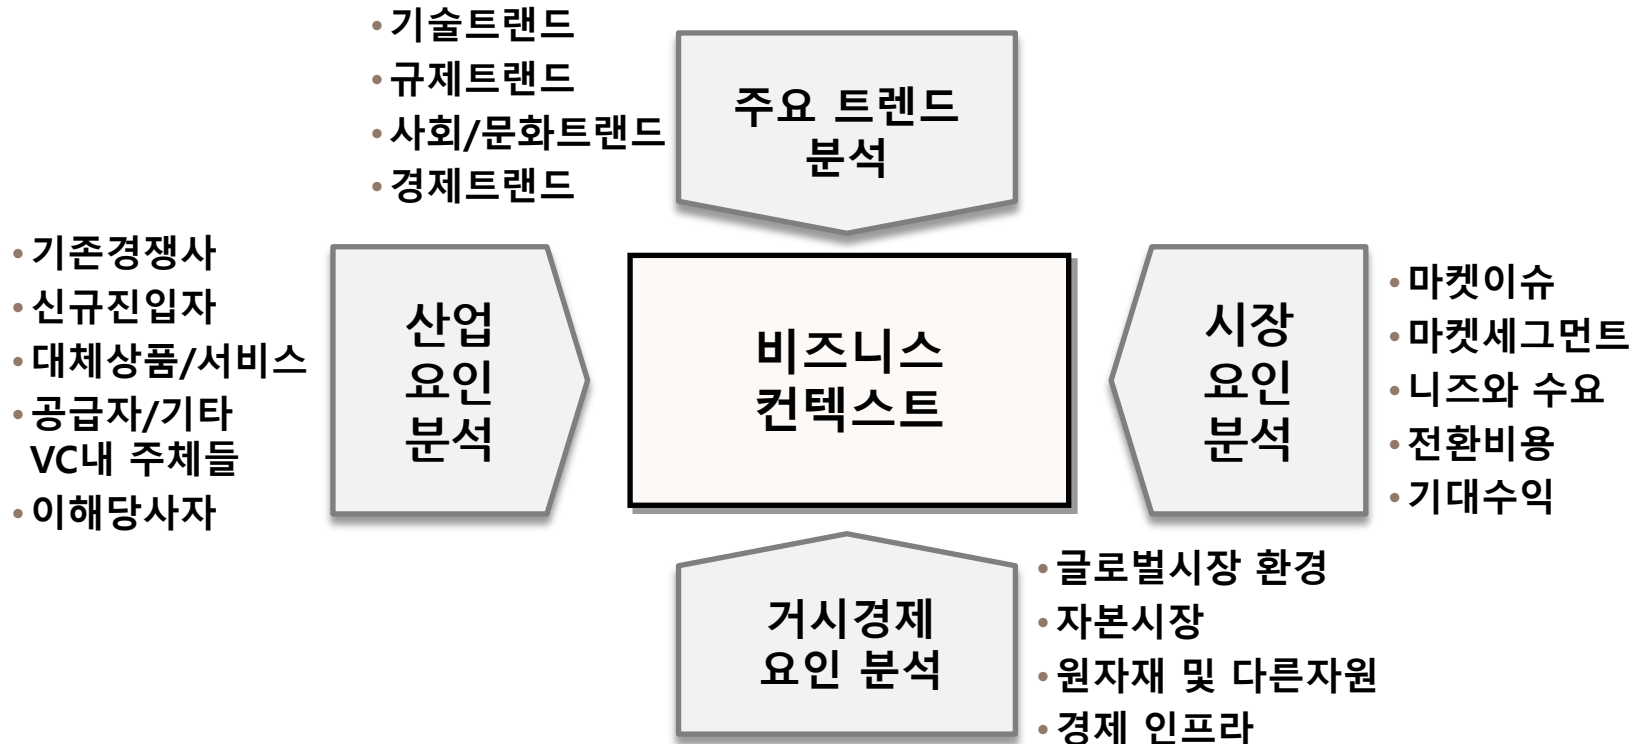 • 기술트랜드
• 규제트랜드
• 사회/문화트랜드
• 경제트랜드
주요 트렌드
분석
• 기존경쟁사
• 신규진입자
• 대체상품/서비스
• 공급자/기타
VC내 주체들
• 이해당사자
산업
요인
분석
비즈니스
컨텍스트
시장
요인
분석
• 마켓이슈
• 마켓세그먼트
• 니즈와 수요
• 전환비용
• 기대수익
거시경제
요인 분석
• 글로벌시장 환경
• 자본시장
• 원자재 및 다른자원
• 경제 인프라